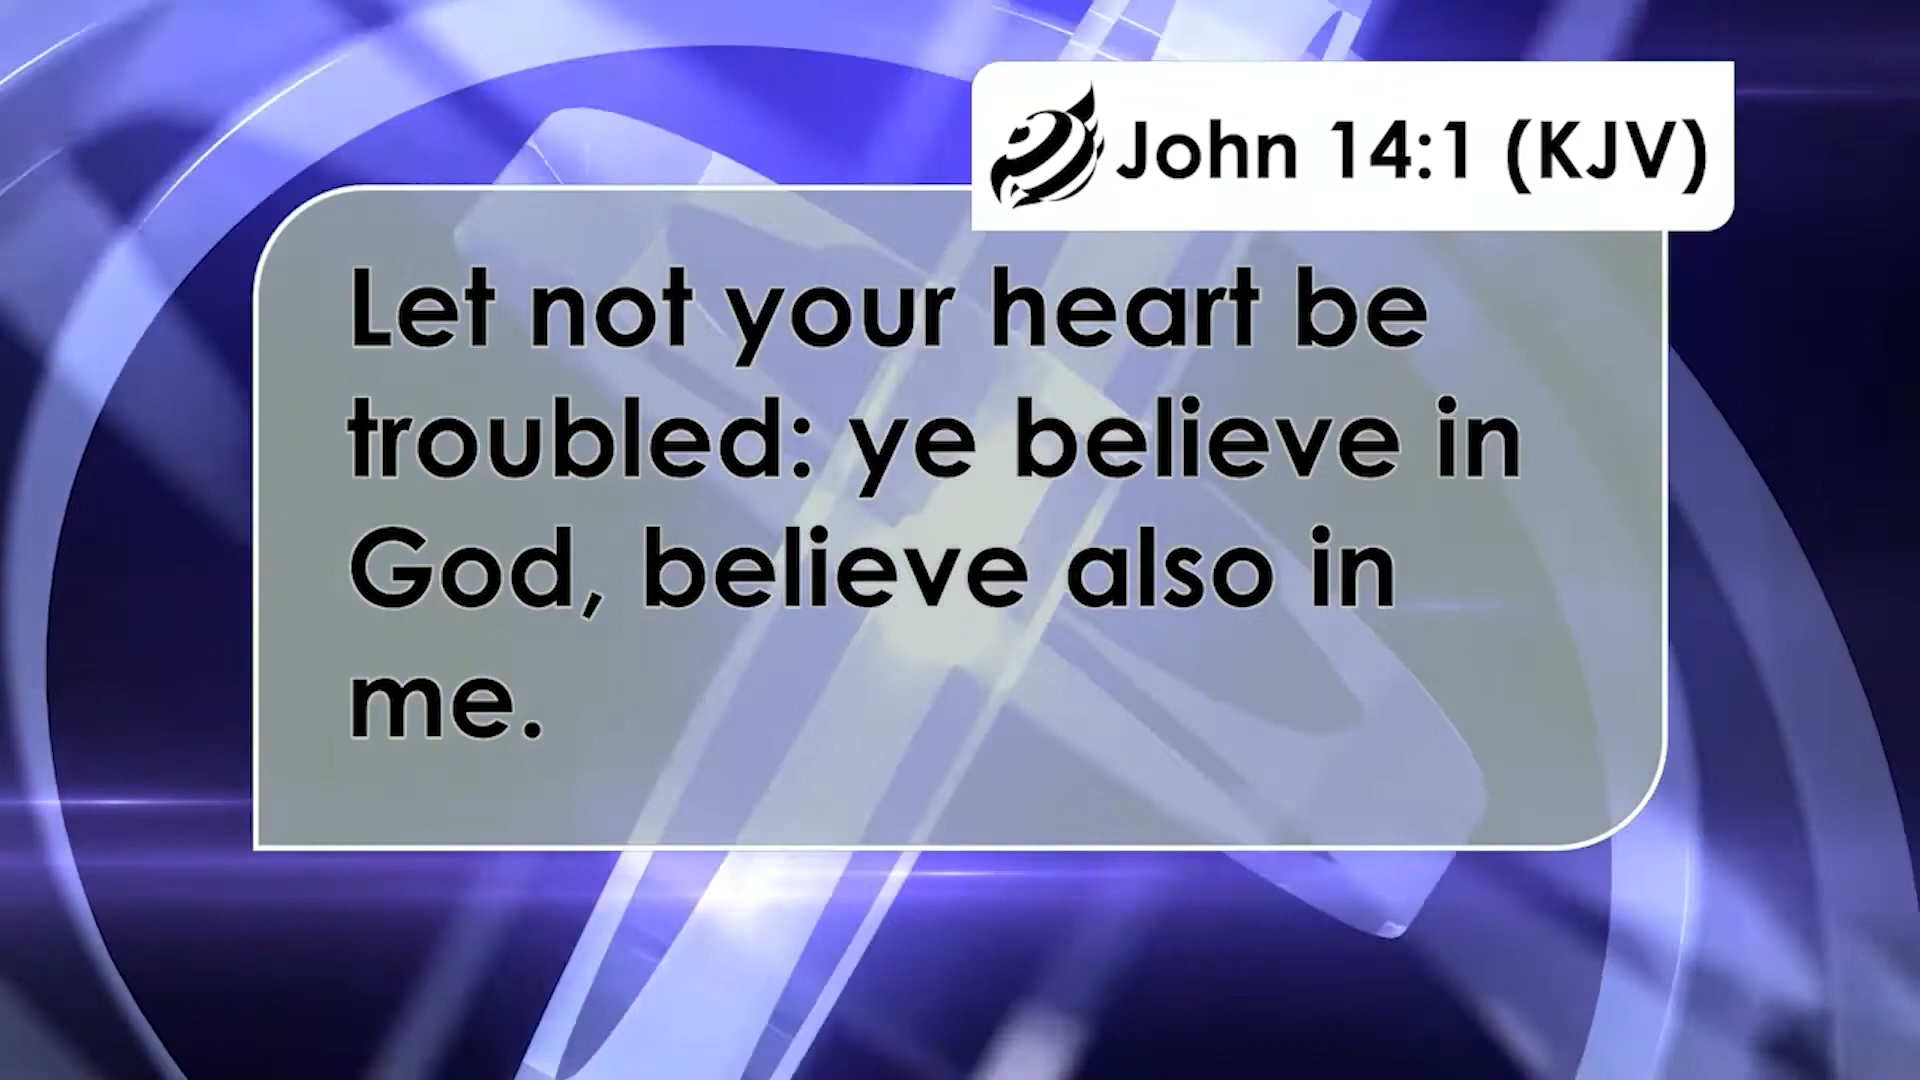 John 14:1 (KJV)
Let not your heart be
troubled: ye believe in
God, believe also in
me.